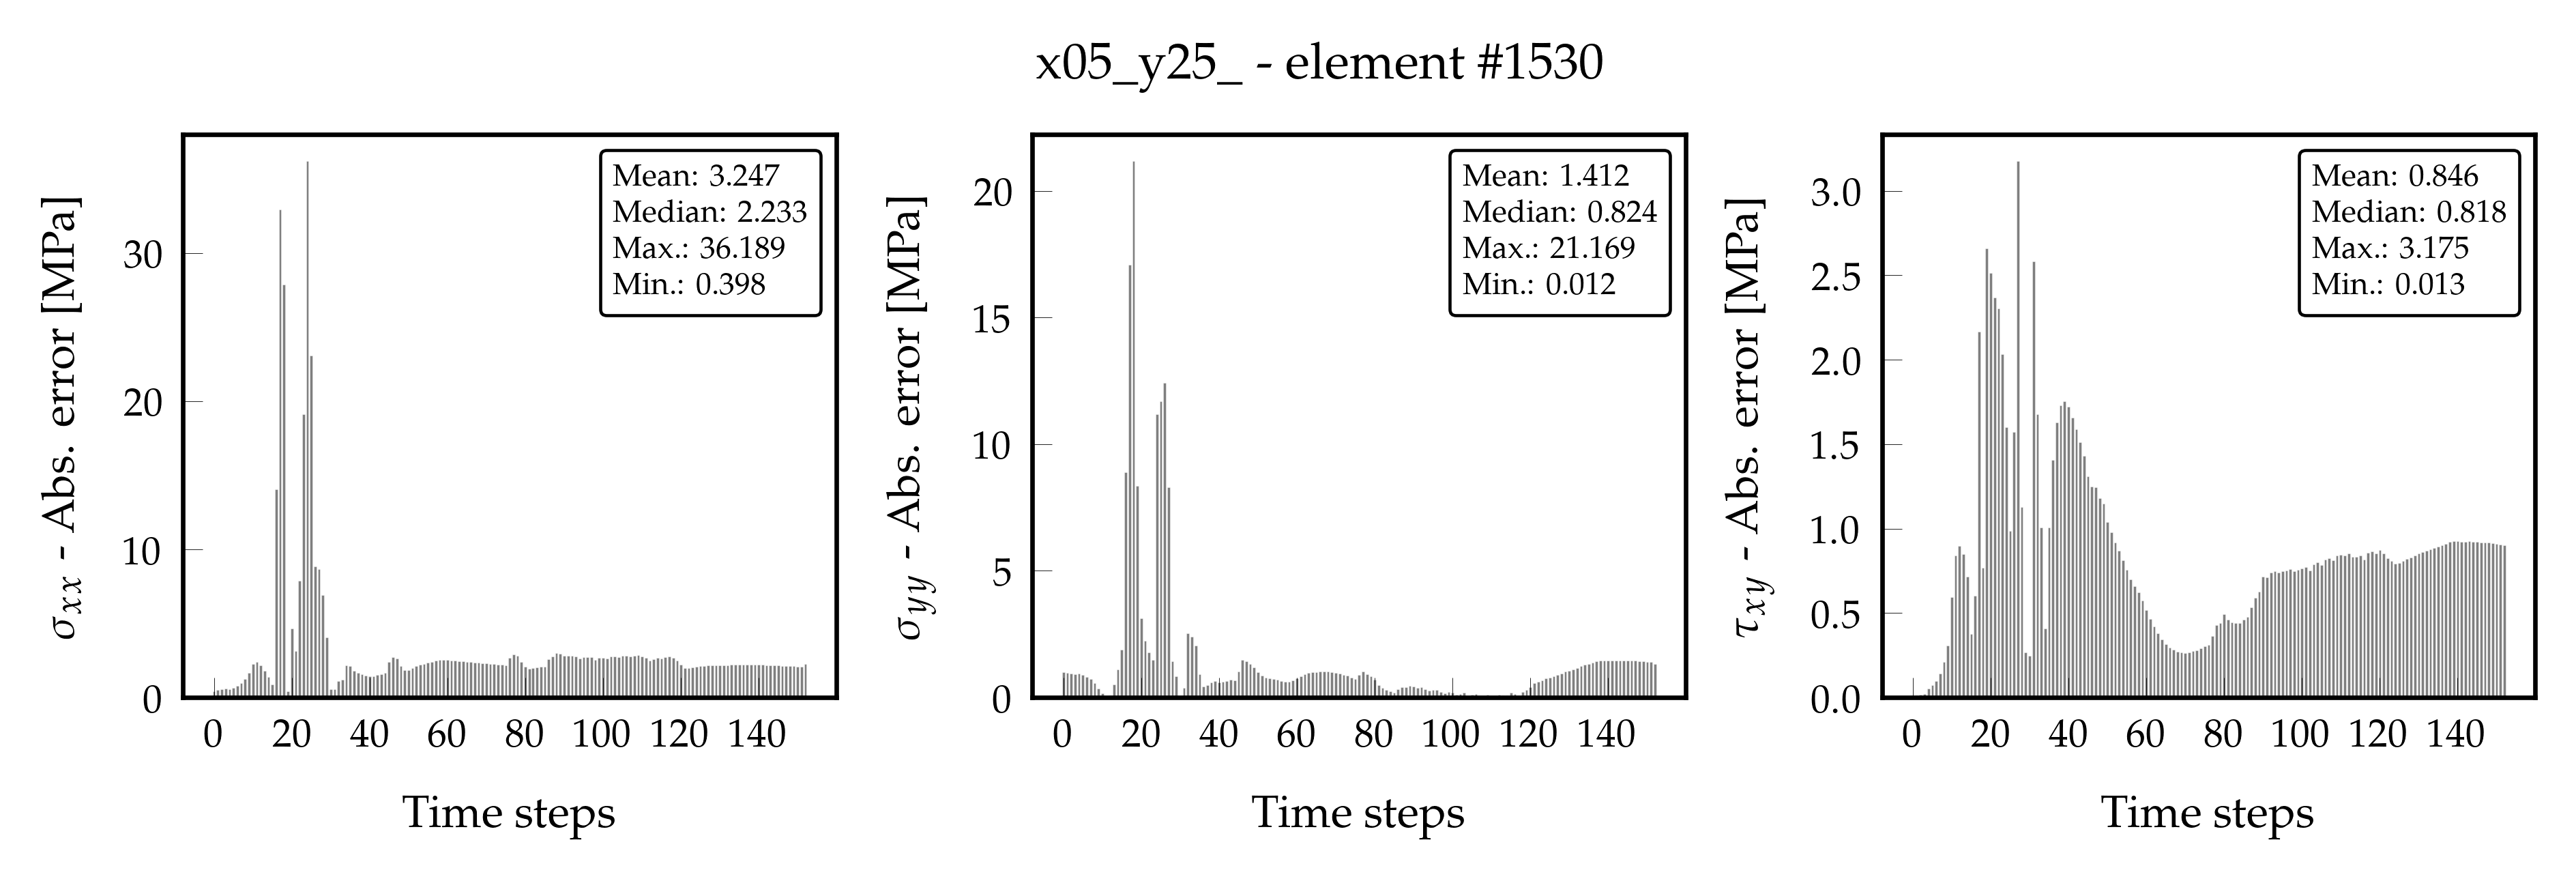 x05_y25_ - element #1530
σxx - Abs. error [MPa]
30
20
10
0
0 20 40 60 80 100 120 140
Time steps
Mean: 3.247
Median: 2.233
Max.: 36.189
Min.: 0.398
σyy - Abs. error [MPa]
20
15
10
5
0
0 20 40 60 80 100 120 140
Time steps
Mean: 1.412
Median: 0.824
Max.: 21.169
Min.: 0.012
τxy - Abs. error [MPa]
3.0
2.5
2.0
1.5
1.0
0.5
0.0
0 20 40 60 80 100 120 140
Time steps
Mean: 0.846
Median: 0.818
Max.: 3.175
Min.: 0.013